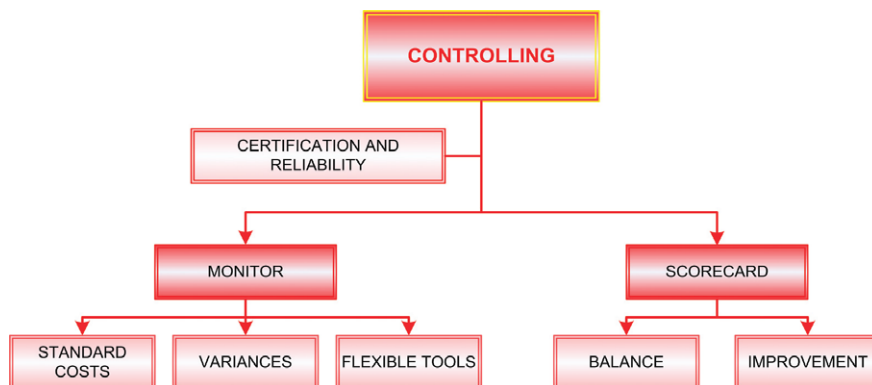 CONTROLLING
CERTIFICATION AND
RELIABILITY
MONITOR
SCORECARD
STANDARD
COSTS
VARIANCES
FLEXIBLE TOOLS
BALANCE
IMPROVEMENT